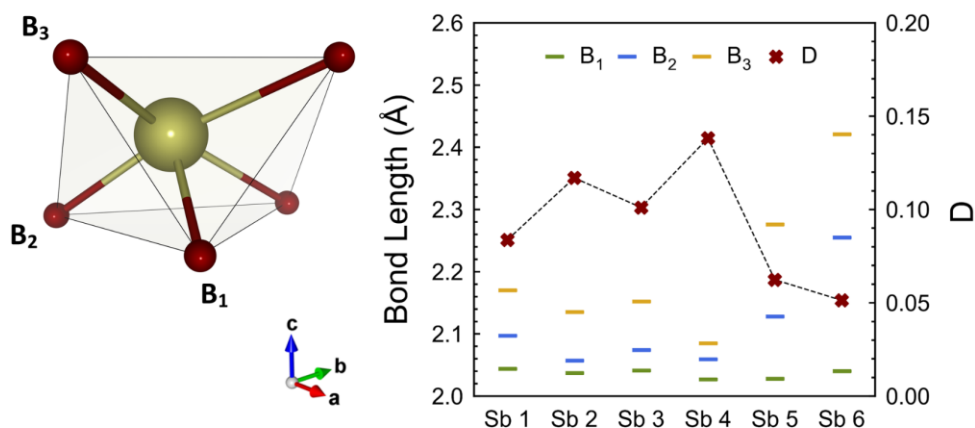 B₃
B₂
B₁
c
b
a
Bond Length (Å)
2.6
2.5
2.4
2.3
2.2
2.1
2.0
B₁ B₂ B₃ D
0.20
0.15
0.10
0.05
0.00
D
Sb 1 Sb 2 Sb 3 Sb 4 Sb 5 Sb 6